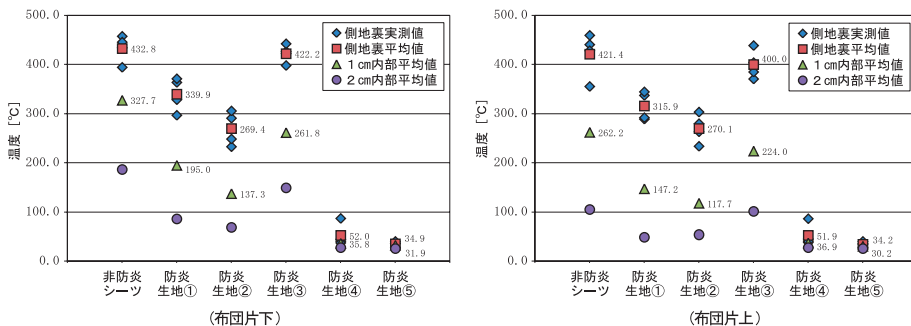 500.0
400.0
300.0
200.0
100.0
0.0
温度 [℃]
側地裏実測値
側地裏平均値
1㎝内部平均値
2㎝内部平均値
432.8
327.7
339.9
195.0
269.4
137.3
422.2
261.8
52.0
35.8
34.9
31.9
非防炎
シーツ
防炎
生地①
防炎
生地②
防炎
生地③
防炎
生地④
防炎
生地⑤
(布団片下)
500.0
400.0
300.0
200.0
100.0
0.0
温度 [℃]
側地裏実測値
側地裏平均値
1㎝内部平均値
2㎝内部平均値
421.4
262.2
315.9
147.2
270.1
117.7
400.0
224.0
51.9
36.9
34.2
30.2
非防炎
シーツ
防炎
生地①
防炎
生地②
防炎
生地③
防炎
生地④
防炎
生地⑤
(布団片上)